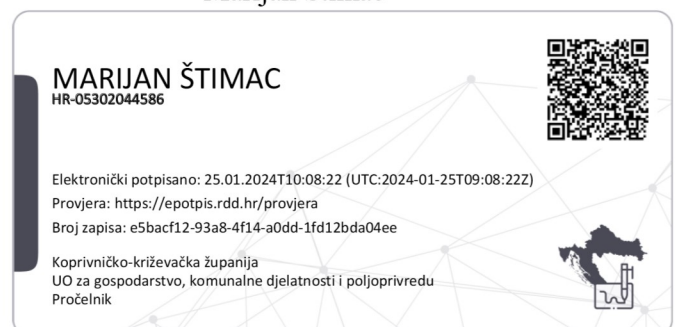 MARIJAN ŠTIMAC
HR-05302044586
Elektronički potpisano: 25.01.2024T10:08:22 (UTC:2024-01-25T09:08:22Z)
Provjera: https://epotpis.rdd.hr/provjera
Broj zapisa: e5bacf12-93a8-4f14-a0dd-1fd12bda04ee
Koprivničko-križevačka županija
UO za gospodarstvo, komunalne djelatnosti i poljoprivredu
Pročelnik